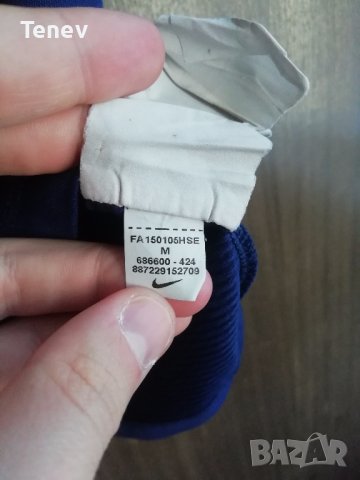 Tenev
FA150105HSE
M
686600 - 424
887229152709
BAZAR